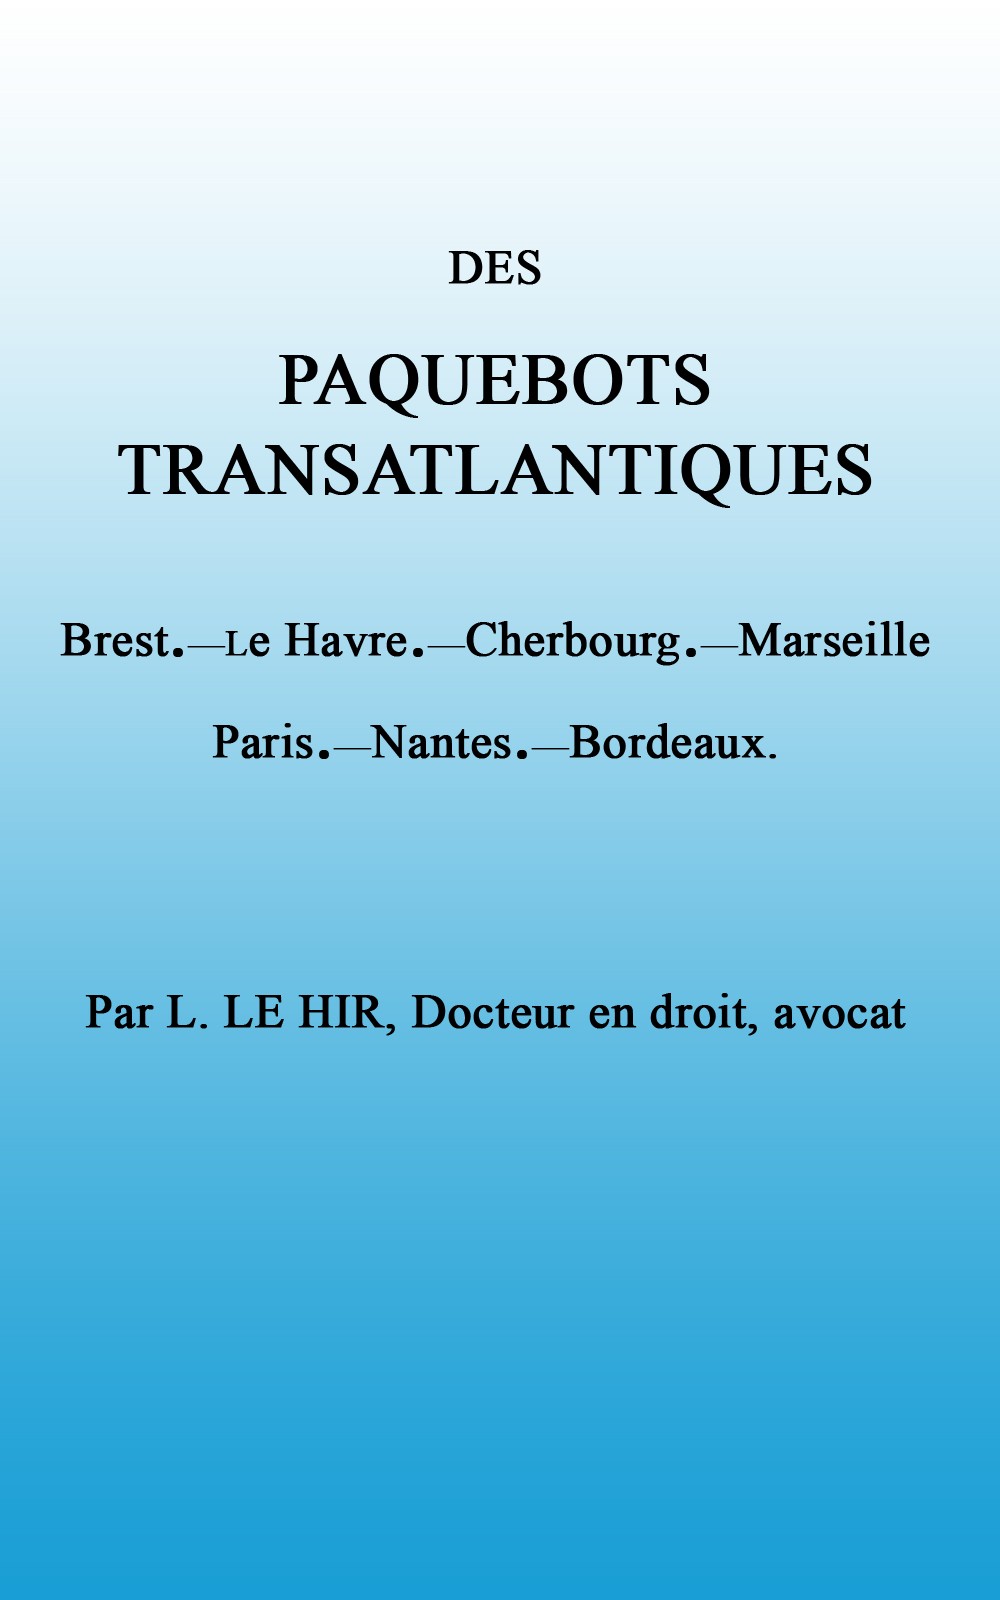 DES
PAQUEBOTS
TRANSATLANTIQUES
Brest.—Le Havre.—Cherbourg.—Marseille
Paris.—Nantes.—Bordeaux.
Par L. LE HIR, Docteur en droit, avocat